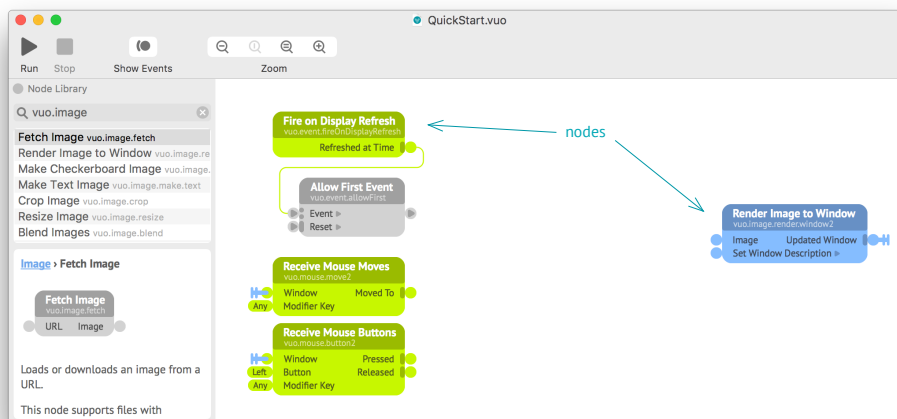 QuickStart.vuo
Run Stop Show Events Zoom
Node Library
vuo.image
Fetch Image vuo.image.fetch
Render Image to Window vuo.image.re
Make Checkerboard Image vuo.image.
Make Text Image vuo.image.make.text
Crop Image vuo.image.crop
Resize Image vuo.image.resize
Blend Images vuo.image.blend
Image › Fetch Image
Fetch Image
vuo.image.fetch
URL Image
Loads or downloads an image from a
URL.
This node supports files with
Fire on Display Refresh
vuo.event.fireOnDisplayRefresh
Refreshed at Time
Allow First Event
vuo.event.allowFirst
Event
Reset
Receive Mouse Moves
vuo.mouse.move2
Window Moved To
Any Modifier Key
Receive Mouse Buttons
vuo.mouse.button2
Window Pressed
Left Button Released
Any Modifier Key
nodes
Render Image to Window
vuo.image.render.window2
Image Updated Window
Set Window Description